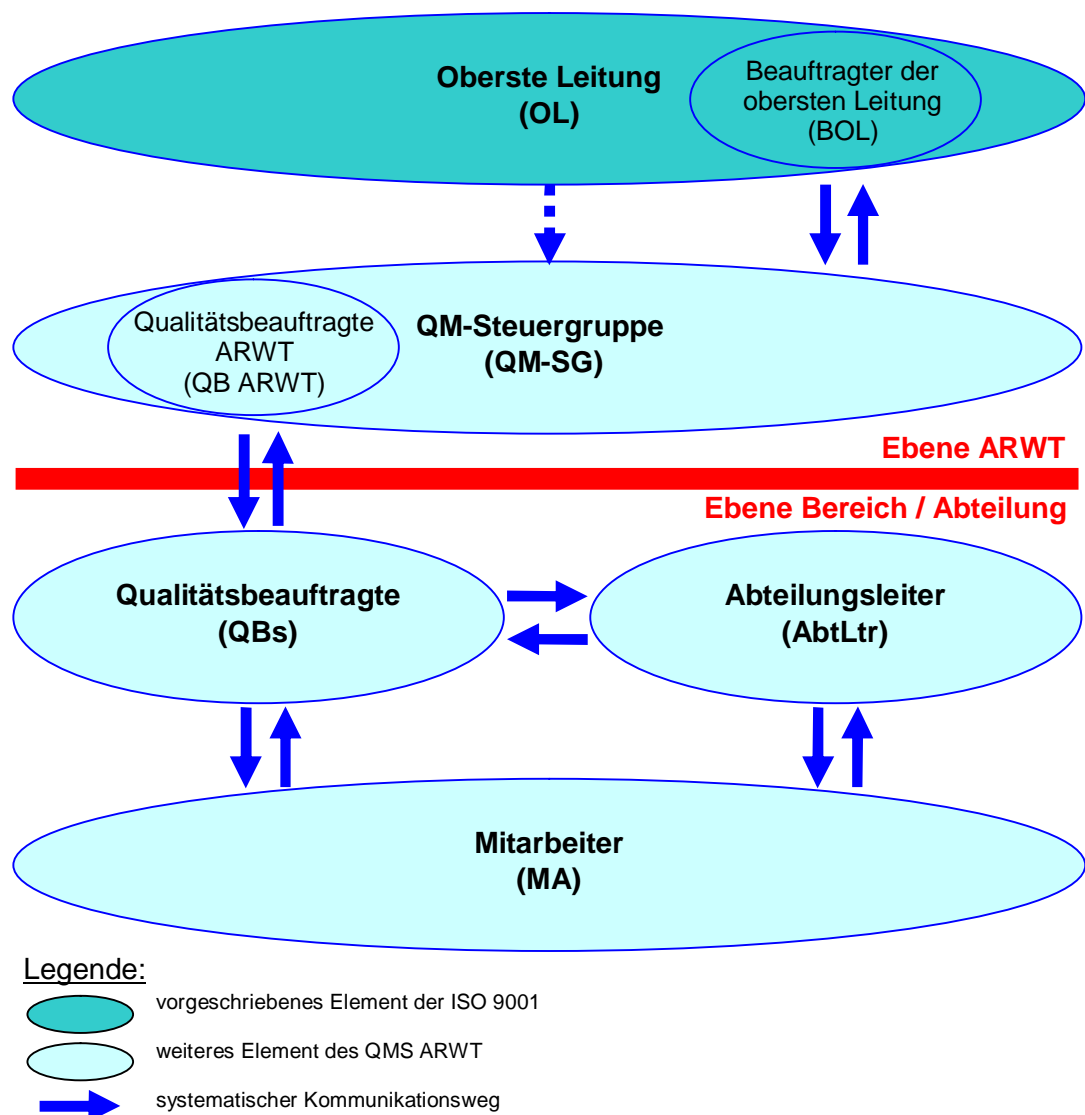 Oberste Leitung
(OL)
Beauftragter der
obersten Leitung
(BOL)
Qualitätsbeauftragte
ARWT
(QB ARWT)
QM-Steuergruppe
(QM-SG)
Ebene ARWT
Ebene Bereich / Abteilung
Qualitätsbeauftragte
(QBs)
Abteilungsleiter
(AbtLtr)
Mitarbeiter
(MA)
Legende:
vorgeschriebenes Element der ISO 9001
weiteres Element des QMS ARWT
systematischer Kommunikationsweg